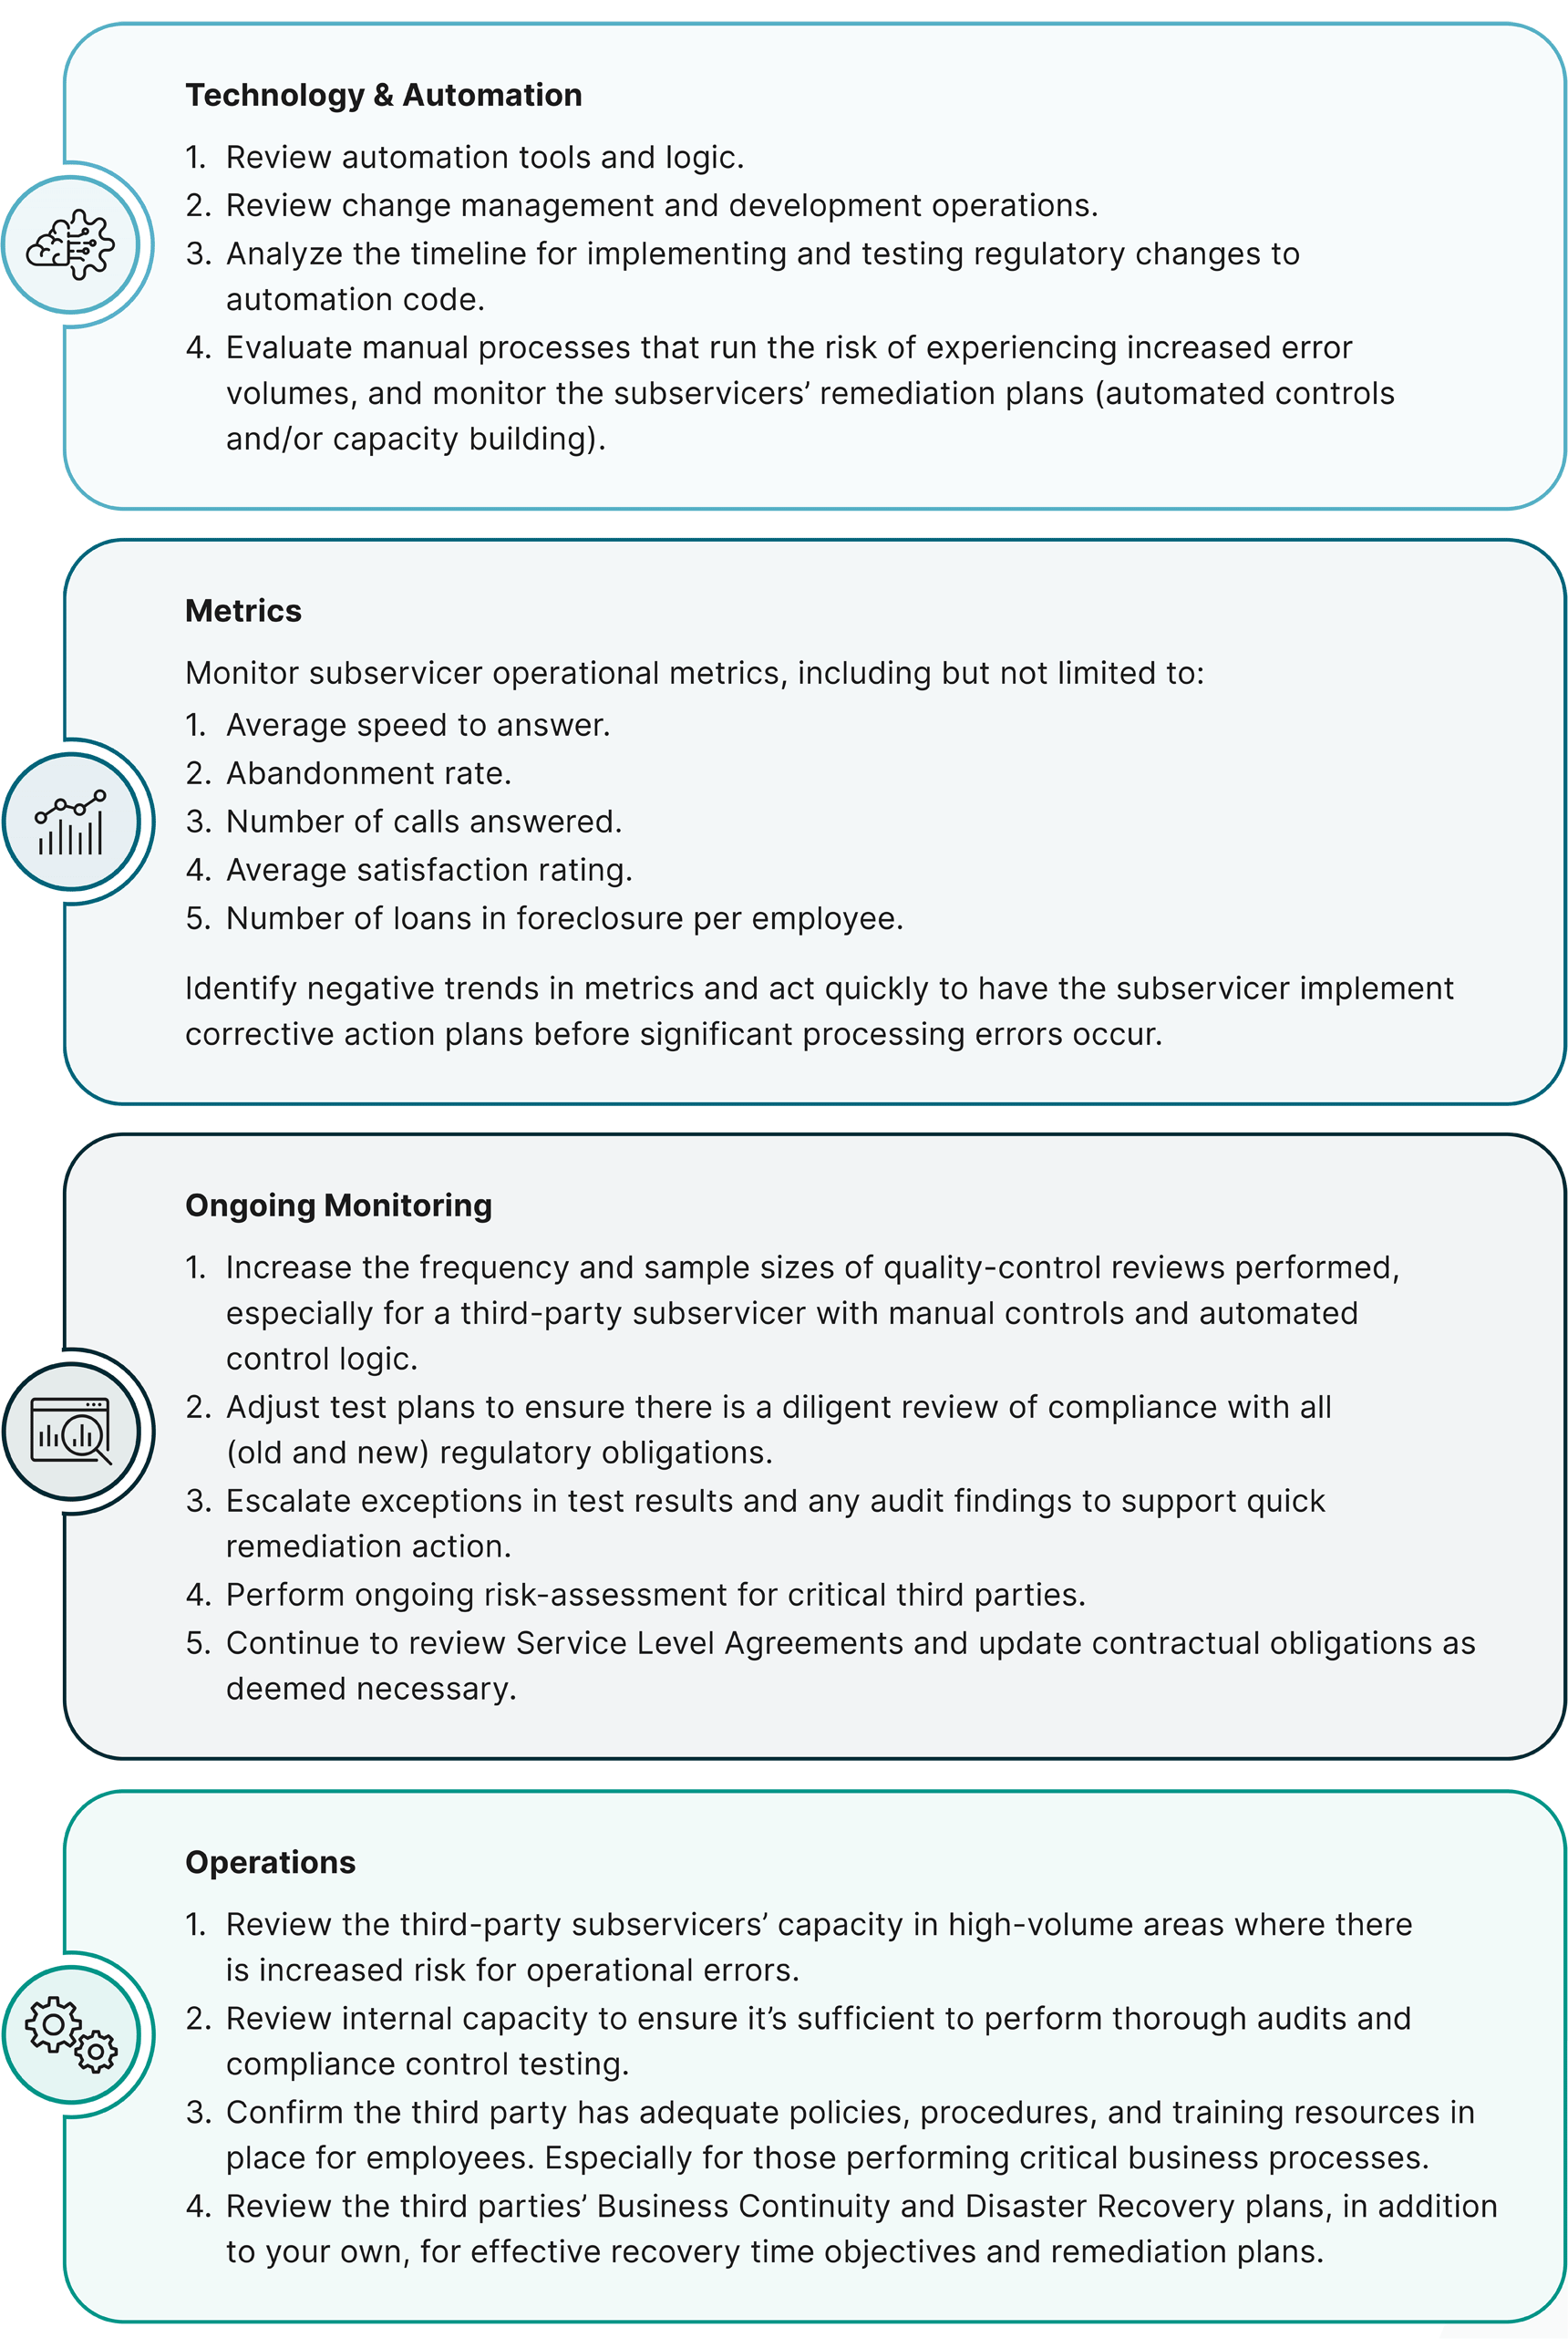 Technology & Automation
1. Review automation tools and logic.
2. Review change management and development operations.
3. Analyze the timeline for implementing and testing regulatory changes to
automation code.
4. Evaluate manual processes that run the risk of experiencing increased error
volumes, and monitor the subservicers’ remediation plans (automated controls
and/or capacity building).
Metrics
Monitor subservicer operational metrics, including but not limited to:
1. Average speed to answer.
2. Abandonment rate.
3. Number of calls answered.
4. Average satisfaction rating.
5. Number of loans in foreclosure per employee.
Identify negative trends in metrics and act quickly to have the subservicer implement
corrective action plans before significant processing errors occur.
Ongoing Monitoring
1. Increase the frequency and sample sizes of quality-control reviews performed,
especially for a third-party subservicer with manual controls and automated
control logic.
2. Adjust test plans to ensure there is a diligent review of compliance with all
(old and new) regulatory obligations.
3. Escalate exceptions in test results and any audit findings to support quick
remediation action.
4. Perform ongoing risk-assessment for critical third parties.
5. Continue to review Service Level Agreements and update contractual obligations as
deemed necessary.
Operations
1. Review the third-party subservicers’ capacity in high-volume areas where there
is increased risk for operational errors.
2. Review internal capacity to ensure it’s sufficient to perform thorough audits and
compliance control testing.
3. Confirm the third party has adequate policies, procedures, and training resources in
place for employees. Especially for those performing critical business processes.
4. Review the third parties’ Business Continuity and Disaster Recovery plans, in addition
to your own, for effective recovery time objectives and remediation plans.